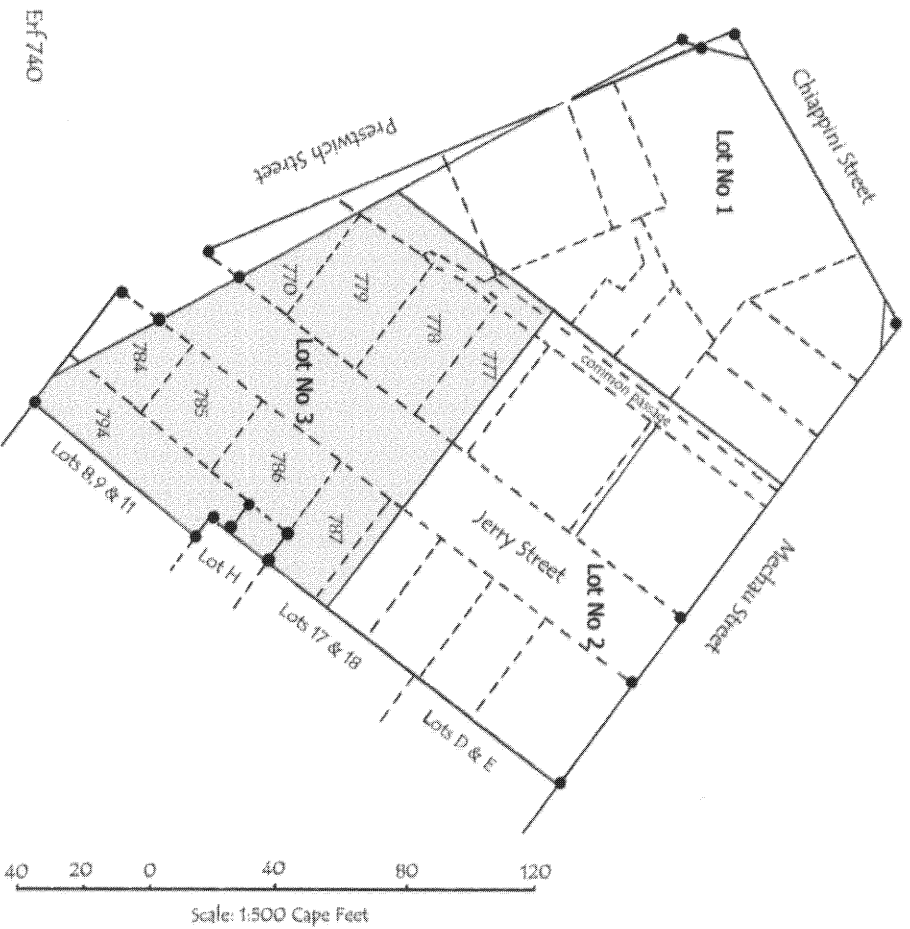 Erf 740
Chiappini Street
Prestwich Street
Lot No 1
770
779
778
777
common passage
Lot No 3
784
785
786
787
794
Jerry Street
Lot No 2
Mechau Street
Lots 8,9 & 11
Lot H
Lots 17 & 18
Lots D & E
40 20 0 40 80 120
Scale: 1:500 Cape Feet